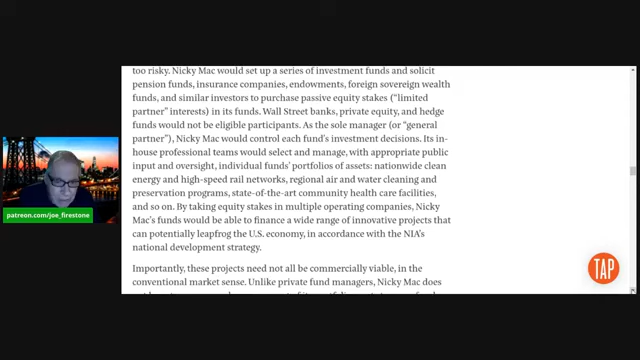 too risky. Nicky Mac would set up a series of investment funds and solicit
pension funds, insurance companies, endowments, foreign sovereign wealth
funds, and similar investors to purchase passive equity stakes (“limited
partner” interests) in its funds. Wall Street banks, private equity, and hedge
funds would not be eligible participants. As the sole manager (or “general
partner”), Nicky Mac would control each fund’s investment decisions. Its in-
house professional teams would select and manage, with appropriate public
input and oversight, individual funds’ portfolios of assets: nationwide clean
energy and high-speed rail networks, regional air and water cleaning and
preservation programs, state-of-the-art community health care facilities,
and so on. By taking equity stakes in multiple operating companies, Nicky
Mac’s funds would be able to finance a wide range of innovative projects that
can potentially leapfrog the U.S. economy, in accordance with the NIA’s
national development strategy.
Importantly, these projects need not all be commercially viable, in the
conventional market sense. Unlike private fund managers, Nicky Mac does
patreon.com/joe_firestone
TAP